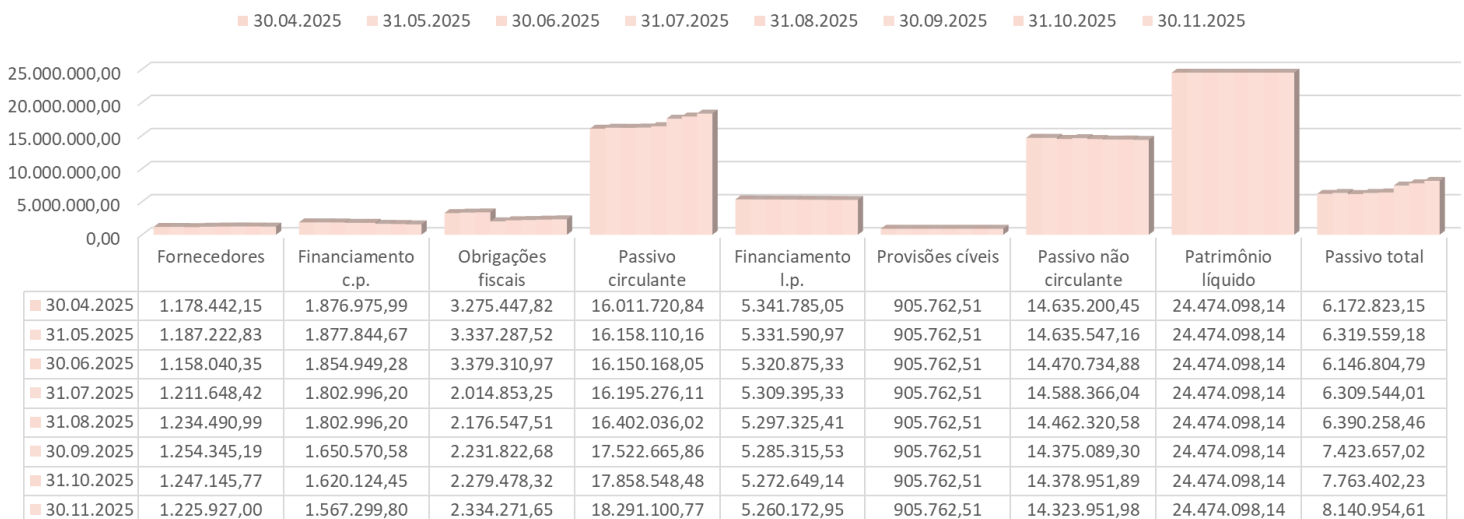 30.04.2025 31.05.2025 30.06.2025 31.07.2025 31.08.2025 30.09.2025 31.10.2025 30.11.2025
25.000.000,00
20.000.000,00
15.000.000,00
10.000.000,00
5.000.000,00
0,00
Fornecedores Financiamento c.p. Obrigações fiscais Passivo circulante Financiamento l.p. Provisões cíveis Passivo não circulante Patrimônio líquido Passivo total
30.04.2025 1.178.442,15 1.876.975,99 3.275.447,82 16.011.720,84 5.341.785,05 905.762,51 14.635.200,45 24.474.098,14 6.172.823,15
31.05.2025 1.187.222,83 1.877.844,67 3.337.287,52 16.158.110,16 5.331.590,97 905.762,51 14.635.547,16 24.474.098,14 6.319.559,18
30.06.2025 1.158.040,35 1.854.949,28 3.379.310,97 16.150.168,05 5.320.875,33 905.762,51 14.470.734,88 24.474.098,14 6.146.804,79
31.07.2025 1.211.648,42 1.802.996,20 2.014.853,25 16.195.276,11 5.309.395,33 905.762,51 14.588.366,04 24.474.098,14 6.309.544,01
31.08.2025 1.234.490,99 1.802.996,20 2.176.547,51 16.402.036,02 5.297.325,41 905.762,51 14.462.320,58 24.474.098,14 6.390.258,46
30.09.2025 1.254.345,19 1.650.570,58 2.231.822,68 17.522.665,86 5.285.315,53 905.762,51 14.375.089,30 24.474.098,14 7.423.657,02
31.10.2025 1.247.145,77 1.620.124,45 2.279.478,32 17.858.548,48 5.272.649,14 905.762,51 14.378.951,89 24.474.098,14 7.763.402,23
30.11.2025 1.225.927,00 1.567.299,80 2.334.271,65 18.291.100,77 5.260.172,95 905.762,51 14.323.951,98 24.474.098,14 8.140.954,61